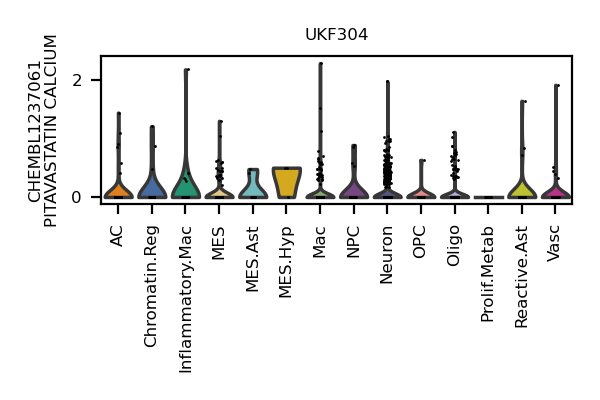 UKF304
CHEMBL1237061
PITAVASTATIN CALCIUM
2
0
AC
Chromatin.Reg
Inflammatory.Mac
MES
MES.Ast
MES.Hyp
Mac
NPC
Neuron
OPC
Oligo
Prolif.Metab
Reactive.Ast
Vasc